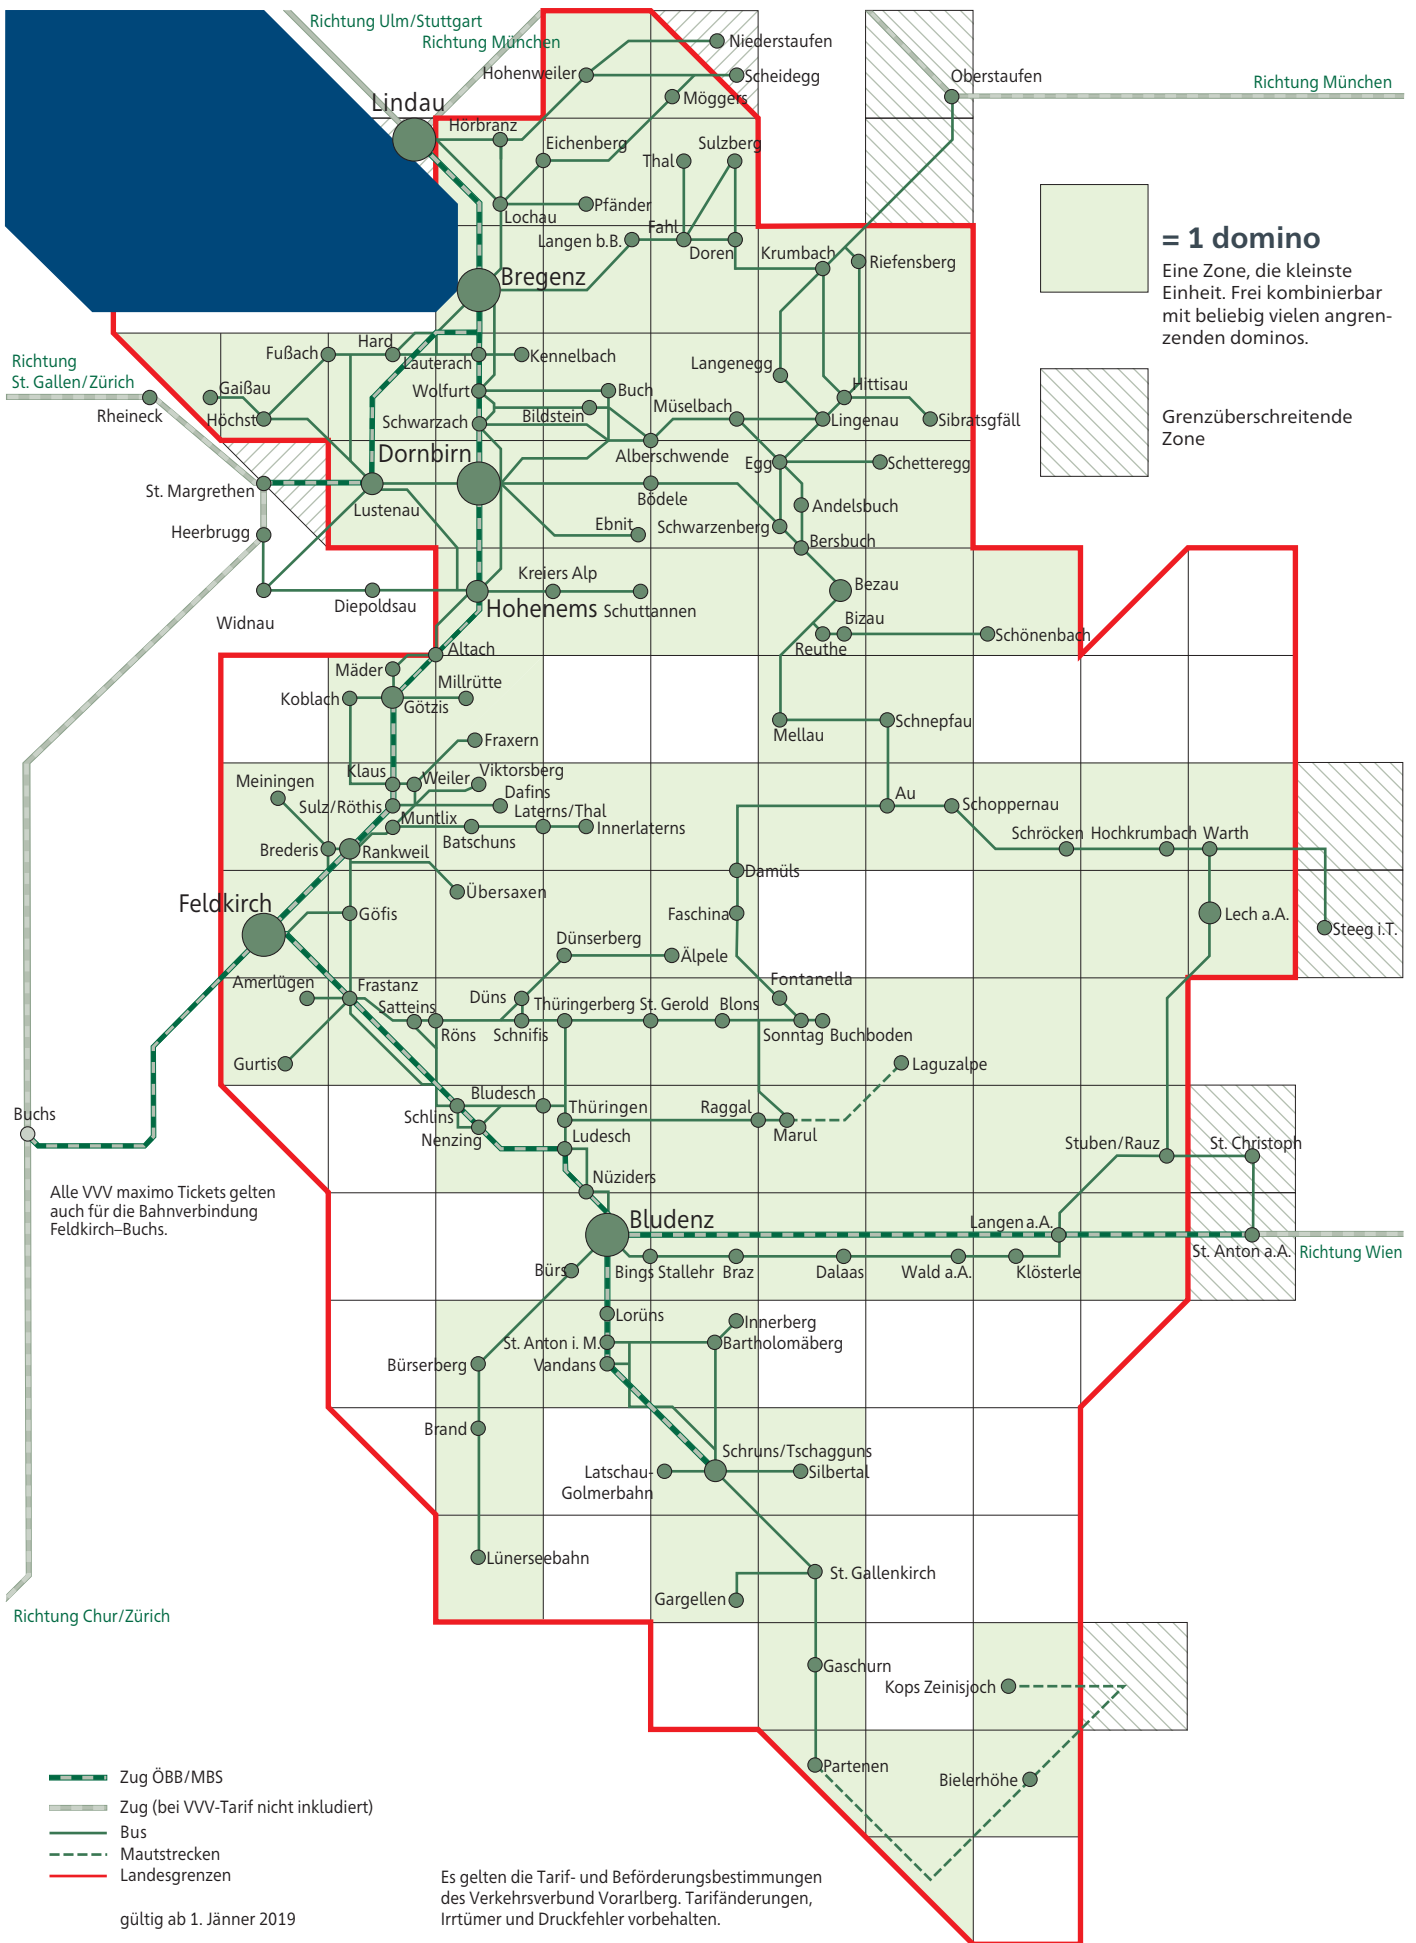 Richtung Ulm/Stuttgart
Richtung München
Niederstaufen
Hohenweiler
Scheidegg
Oberstaufen
Richtung München
Möggers
Lindau
Hörbranz
Eichenberg
Thal
Sulzberg
Pfänder
Lochau
Fahl
Langen b.B.
Doren
Krumbach
Riefensberg
= 1 domino
Eine Zone, die kleinste
Einheit. Frei kombinierbar
mit beliebig vielen angren-
zenden dominos.
Bregenz
Hard
Fußach
Lauterach
Kennelbach
Langenegg
Richtung
St. Gallen/Zürich
Gaißau
Wolfurt
Buch
Hittisau
Rheineck
Höchst
Schwarzach
Bildstein
Müselbach
Lingenau
Sibratsgfäll
Grenzüberschreitende
Zone
Dornbirn
Alberschwende
Egg
Schetteregg
St. Margrethen
Lustenau
Bödele
Andelsbuch
Heerbrugg
Ebnit
Schwarzenberg
Bersbuch
Kreiers Alp
Bezau
Diepoldsau
Hohenems
Schuttannen
Widnau
Bizau
Reuthe
Schönenbach
Altach
Mäder
Millrütte
Koblach
Götzis
Mellau
Schnepfau
Fraxern
Klaus
Weiler
Viktorsberg
Meiningen
Dafins
Au
Schoppernau
Sulz/Röthis
Muntlix
Laterns/Thal
Innerlaterns
Batschuns
Schröcken
Hochkrumbach
Warth
Brederis
Rankweil
Damüls
Übersaxen
Feldkirch
Göfis
Faschina
Lech a.A.
Steeg i.T.
Dünserberg
Älpele
Amerlügen
Frastanz
Fontanella
Satteins
Düns
Thüringerberg
St. Gerold
Blons
Röns
Schnifis
Sonntag
Buchboden
Gurtis
Laguzalpe
Buchs
Bludesch
Schlins
Thüringen
Raggal
Marul
Nenzing
Ludesch
Stuben/Rauz
St. Christoph
Nüziders
Alle VVV maximo Tickets gelten
auch für die Bahnverbindung
Feldkirch–Buchs.
Bludenz
Langen a.A.
St. Anton a.A.
Richtung Wien
Bürs
Bings
Stallehr
Braz
Dalaas
Wald a.A.
Klösterle
Lorüns
Innerberg
St. Anton i. M.
Bartholomäberg
Bürserberg
Vandans
Brand
Schruns/Tschagguns
Latschau-
Golmerbahn
Silbertal
Lünerseebahn
St. Gallenkirch
Gargellen
Richtung Chur/Zürich
Gaschurn
Kops Zeinisjoch
Partenen
Bielerhöhe
Zug ÖBB/MBS
Zug (bei VVV-Tarif nicht inkludiert)
Bus
Mautstrecken
Landesgrenzen
gültig ab 1. Jänner 2019
Es gelten die Tarif- und Beförderungsbestimmungen
des Verkehrsverbund Vorarlberg. Tarifänderungen,
Irrtümer und Druckfehler vorbehalten.